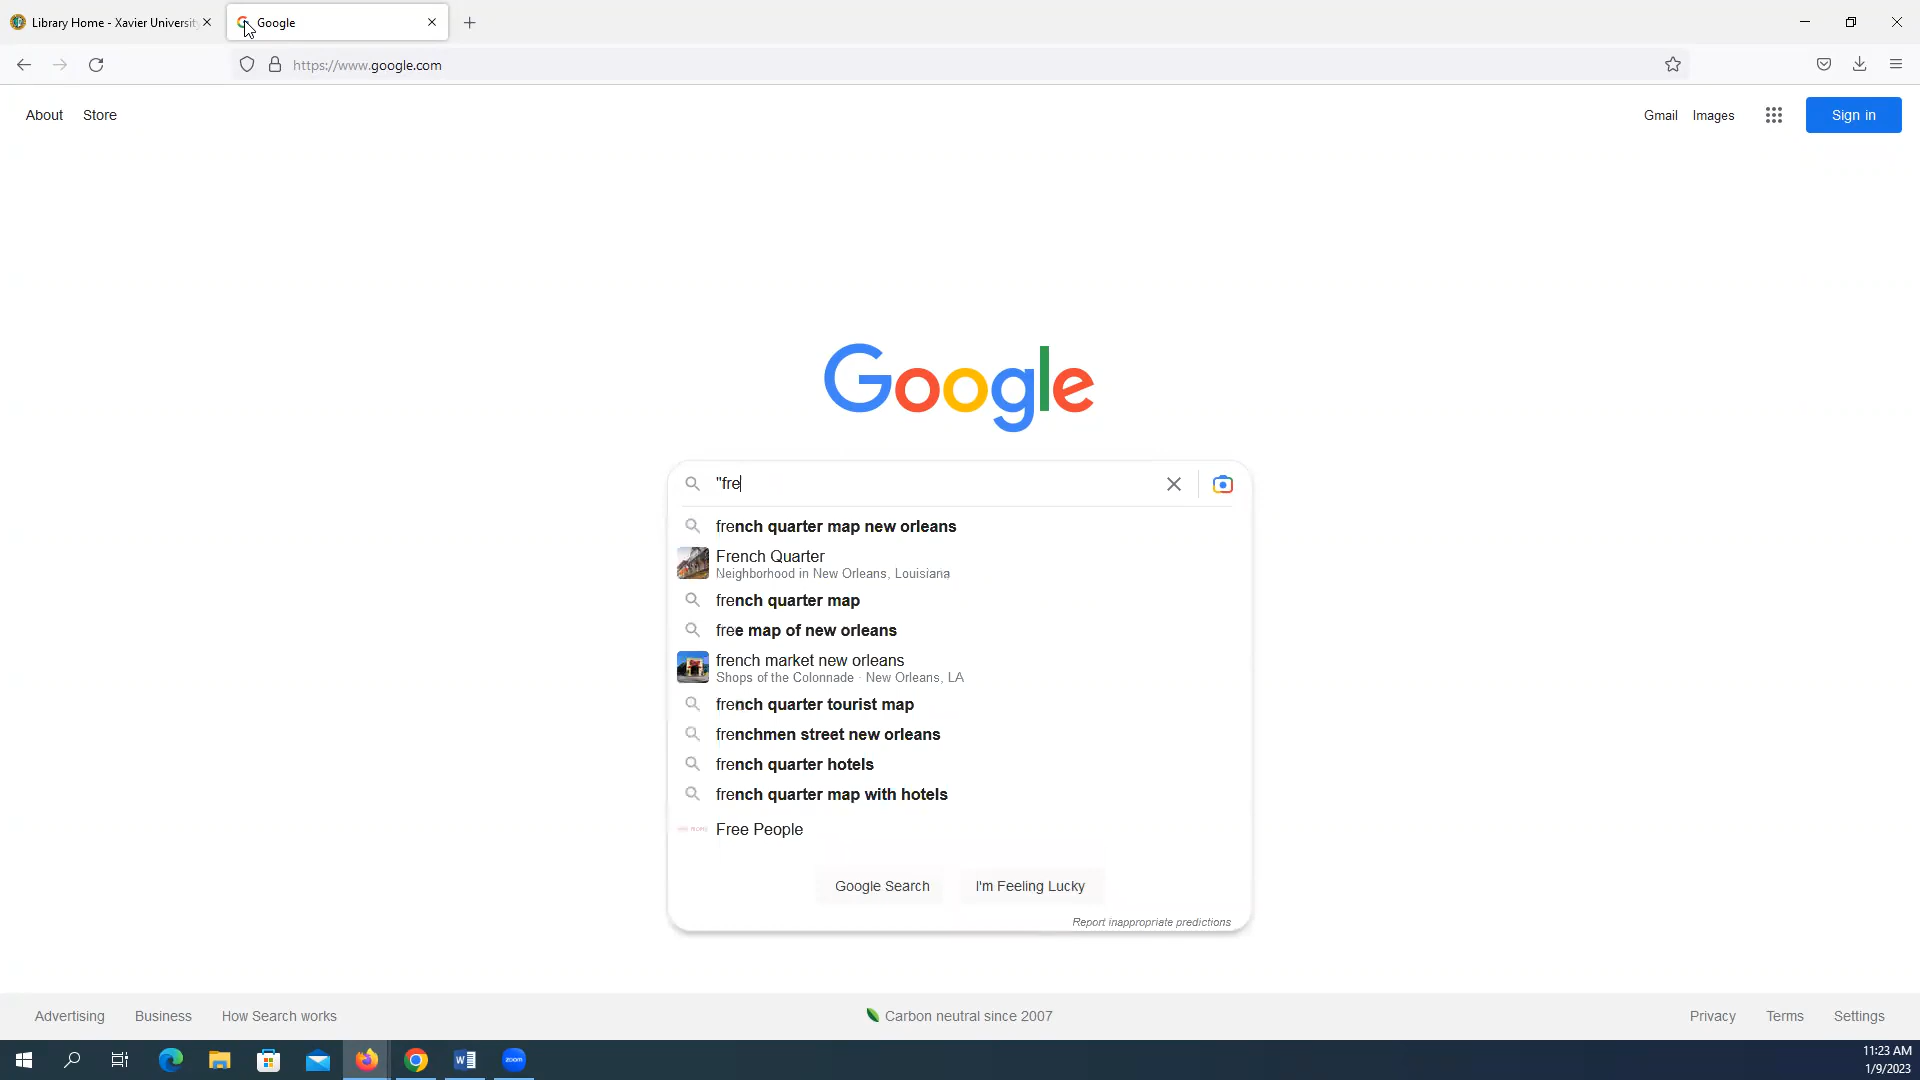 Library Home - Xavier Universit
Google
https://www.google.com
About Store
Gmail Images Sign in
Google
"fre
french quarter map new orleans
French Quarter
Neighborhood in New Orleans, Louisiana
french quarter map
free map of new orleans
french market new orleans
Shops of the Colonnade · New Orleans, LA
french quarter tourist map
frenchmen street new orleans
french quarter hotels
french quarter map with hotels
Free People
Google Search I'm Feeling Lucky
Report inappropriate predictions
Advertising Business How Search works Carbon neutral since 2007 Privacy Terms Settings
zoom
11:23 AM
1/9/2023